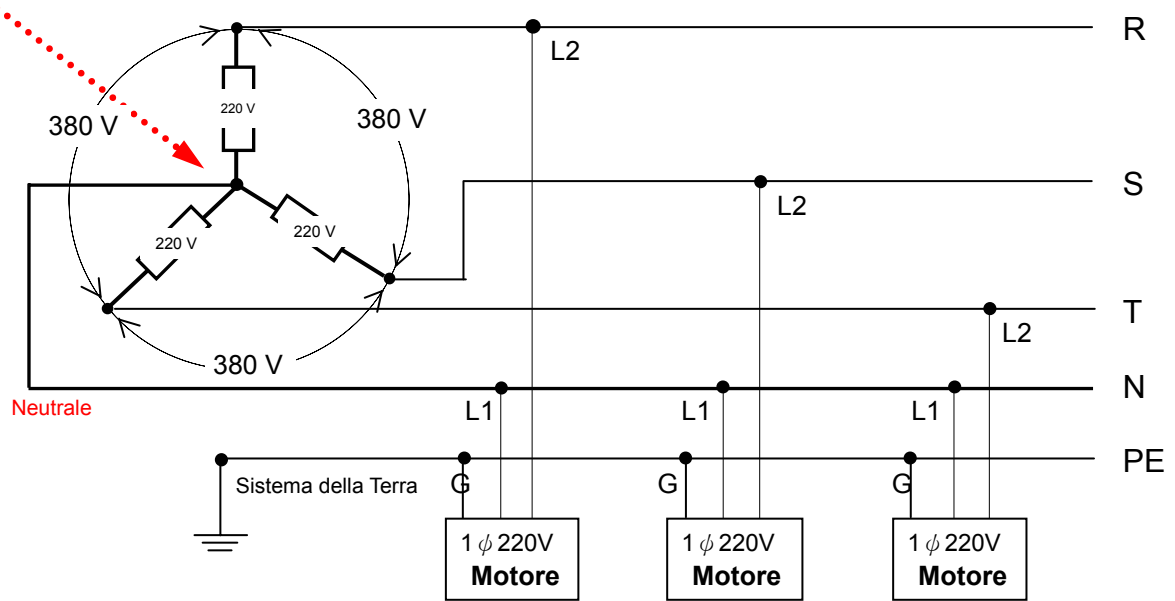 R
L2
220 V
380 V
380 V
S
L2
220 V
220 V
T
L2
380 V
N
Neutrale
L1
L1
L1
PE
Sistema della Terra
G
G
G
1 ϕ 220V
Motore
1 ϕ 220V
Motore
1 ϕ 220V
Motore